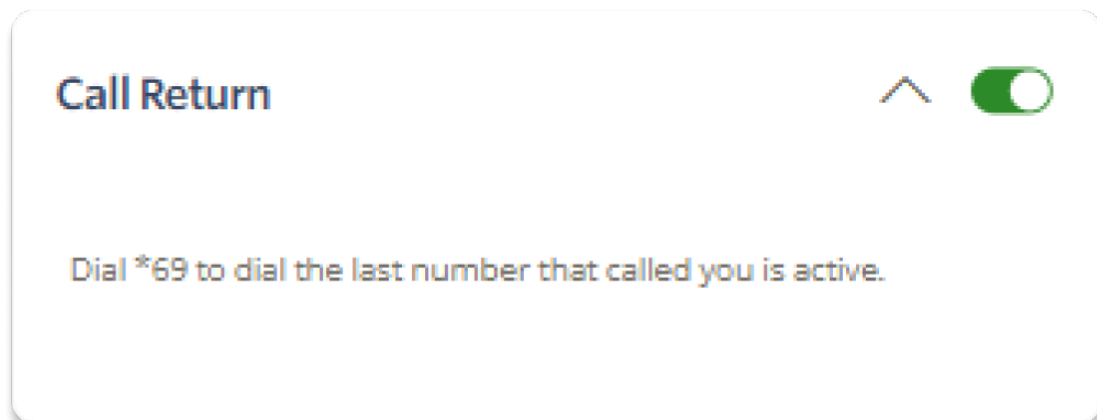 Call Return
Dial *69 to dial the last number that called you is active.